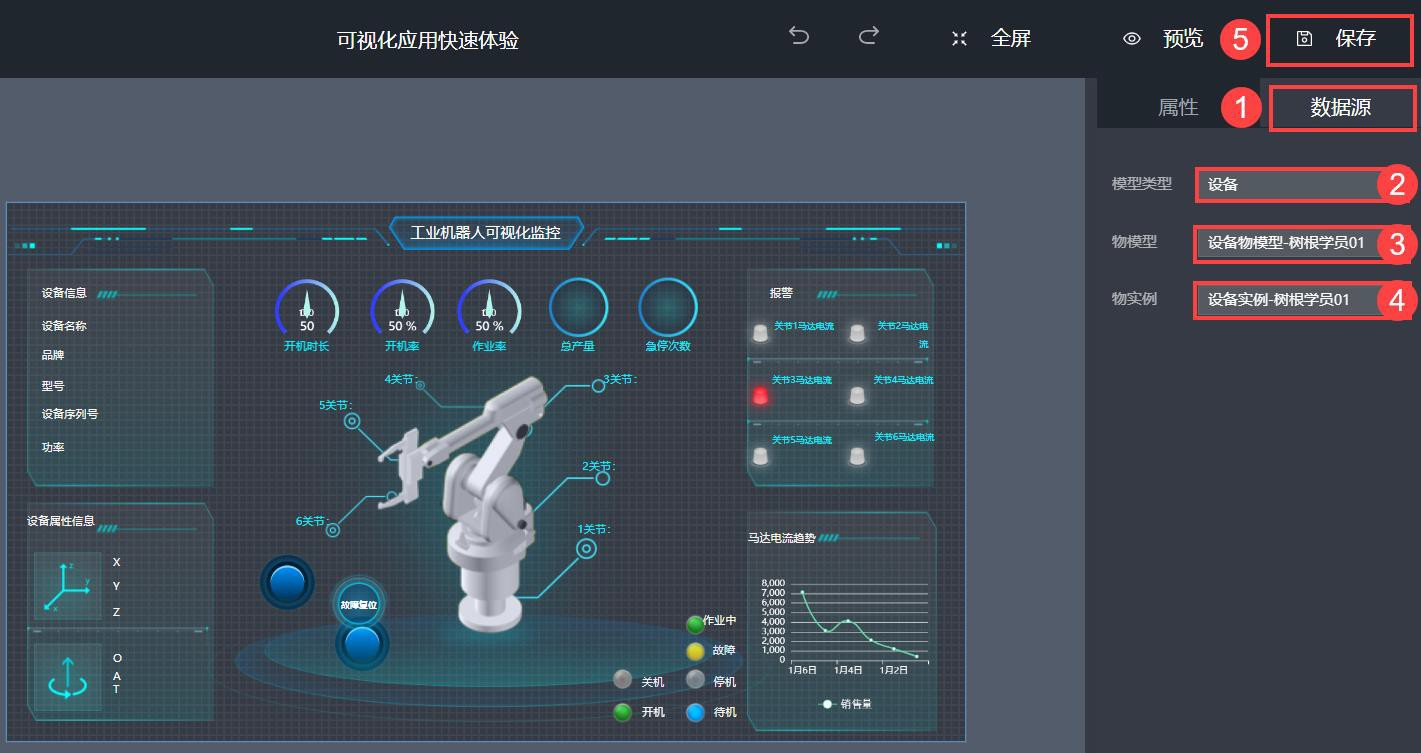 可视化应用快速体验
全屏
预览
5
保存
属性
1
数据源
模型类型
设备
2
物模型
设备物模型-树根学员01
3
物实例
设备实例-树根学员01
4
工业机器人可视化监控
设备信息
设备名称
品牌
型号
设备序列号
功率
50
开机时长
50 %
开机率
50 %
作业率
总产量
急停次数
4关节:
3关节:
5关节:
2关节:
6关节:
1关节:
报警
关节1马达电流
关节2马达电
流
关节3马达电流
关节4马达电流
关节5马达电流
关节6马达电流
设备属性信息
z
y
x
X
Y
Z
O
A
T
故障复位
作业中
故障
关机
停机
开机
待机
马达电流趋势
8,000
7,000
6,000
5,000
4,000
3,000
2,000
1,000
0
1月6日
1月4日
1月2日
销售量